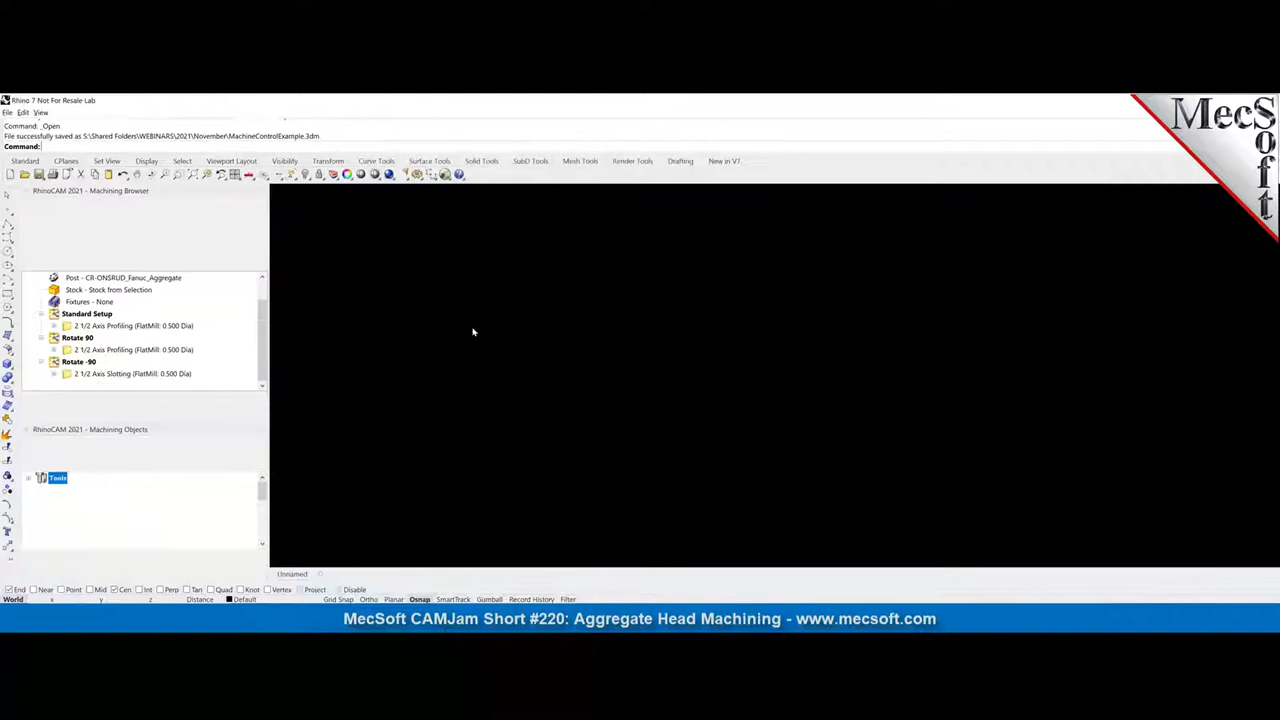 Rhino 7 Not For Resale Lab
MecSoft
File Edit View
Command: _Open
File successfully saved as S:\Shared Folders\WEBINARS\2021\November\MachineControlExample.3dm.
Command:
Standard CPlanes Set View Display Select Viewport Layout Visibility Transform Curve Tools Surface Tools Solid Tools SubD Tools Mesh Tools Render Tools Drafting New in V7
RhinoCAM 2021 - Machining Browser
Post - CR-ONSRUD_Fanuc_Aggregate
Stock - Stock from Selection
Fixtures - None
Standard Setup
2 1/2 Axis Profiling (FlatMill: 0.500 Dia)
Rotate 90
2 1/2 Axis Profiling (FlatMill: 0.500 Dia)
Rotate -90
2 1/2 Axis Slotting (FlatMill: 0.500 Dia)
RhinoCAM 2021 - Machining Objects
Tools
Unnamed
End Near Point Mid Cen Int Perp Tan Quad Knot Vertex Project Disable
World x y z Distance Default Grid Snap Ortho Planar Osnap SmartTrack Gumball Record History Filter
MecSoft CAMJam Short #220: Aggregate Head Machining - www.mecsoft.com